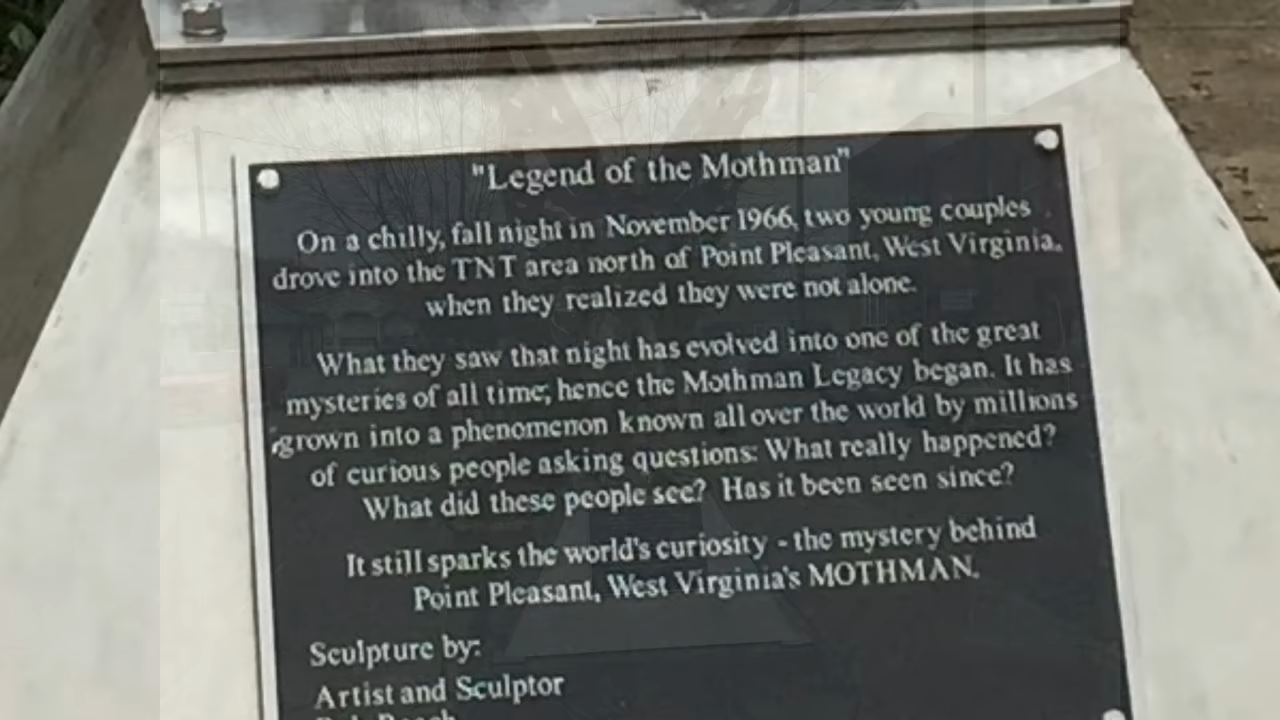 "Legend of the Mothman"
On a chilly, fall night in November 1966, two young couples
drove into the TNT area north of Point Pleasant, West Virginia.
when they realized they were not alone.
What they saw that night has evolved into one of the great
mysteries of all time; hence the Mothman Legacy began. It has
grown into a phenomenon known all over the world by millions
of curious people asking questions: What really happened?
What did these people see? Has it been seen since?
It still sparks the world's curiosity - the mystery behind
Point Pleasant, West Virginia's MOTHMAN.
Sculpture by:
Artist and Sculptor